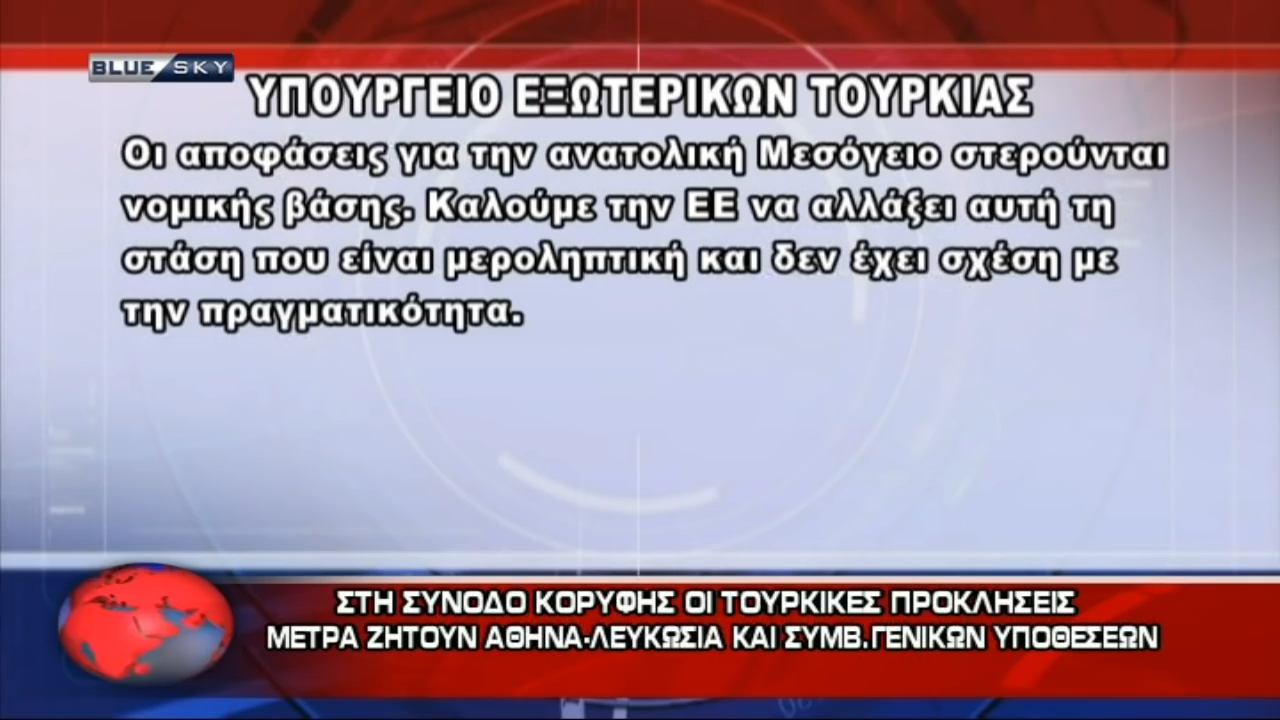 BLUE SKY
ΥΠΟΥΡΓΕΙΟ ΕΞΩΤΕΡΙΚΩΝ ΤΟΥΡΚΙΑΣ
Οι αποφάσεις για την ανατολική Μεσόγειο στερούνται
νομικής βάσης. Καλούμε την ΕΕ να αλλάξει αυτή τη
στάση που είναι μεροληπτική και δεν έχει σχέση με
την πραγματικότητα.
ΣΤΗ ΣΥΝΟΔΟ ΚΟΡΥΦΗΣ ΟΙ ΤΟΥΡΚΙΚΕΣ ΠΡΟΚΛΗΣΕΙΣ
ΜΕΤΡΑ ΖΗΤΟΥΝ ΑΘΗΝΑ-ΛΕΥΚΩΣΙΑ ΚΑΙ ΣΥΜΒ.ΓΕΝΙΚΩΝ ΥΠΟΘΕΣΕΩΝ